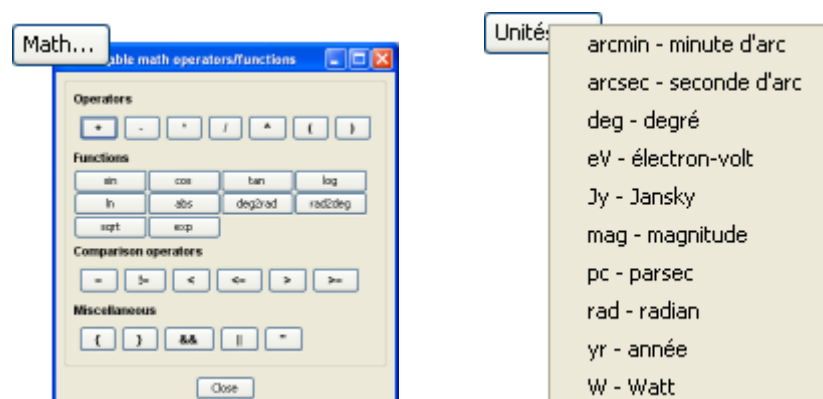 Math...
able math operators/functions
Operators
+ - * / ^ ( )
Functions
sin cos tan log
ln abs deg2rad rad2deg
sqrt exp
Comparison operators
= != < <= > >=
Miscellaneous
{ } && || "
Close
Unités
arcmin - minute d'arc
arcsec - seconde d'arc
deg - degré
eV - électron-volt
Jy - Jansky
mag - magnitude
pc - parsec
rad - radian
yr - année
W - Watt